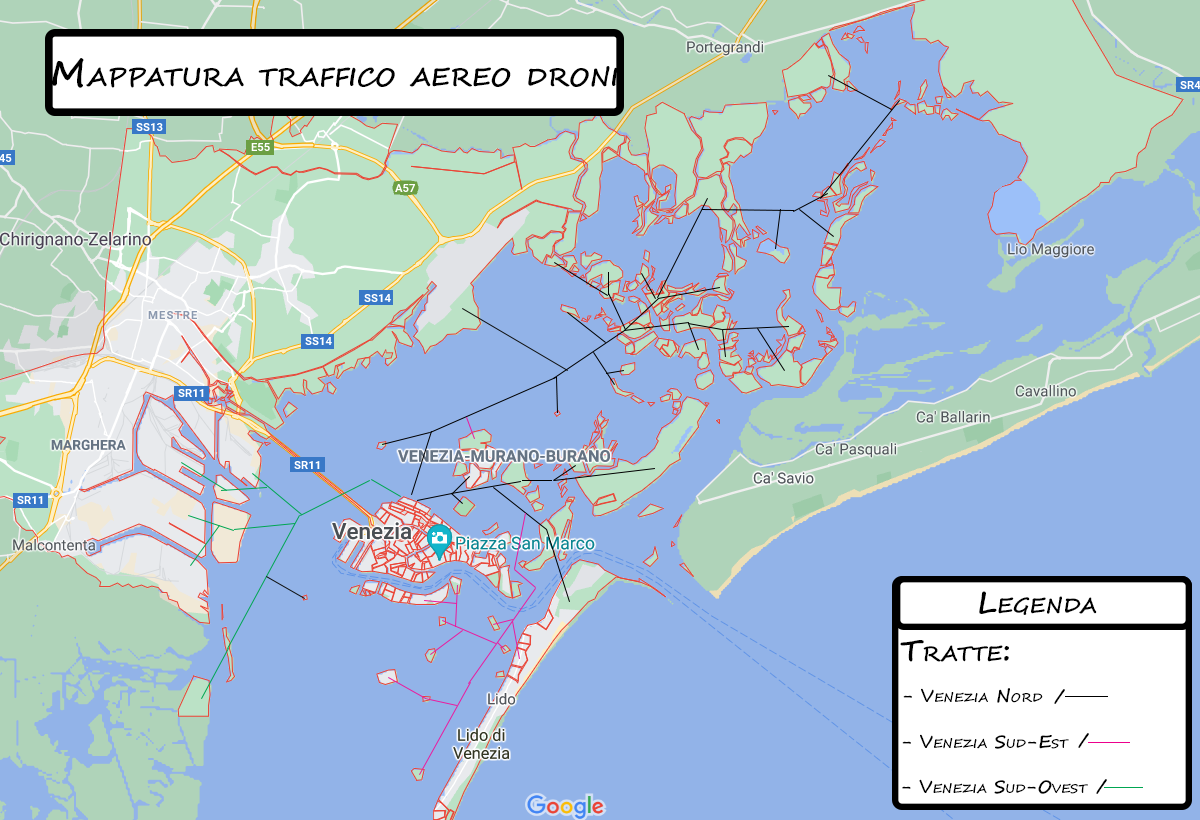 Portegrandi
Mappatura traffico aereo droni
SR4
SS13
E55
45
A57
Chirignano-Zelarino
Lio Maggiore
SS14
MESTRE
SS14
SR11
Cavallino
Ca' Ballarin
MARGHERA
Ca' Pasquali
VENEZIA-MURANO-BURANO
SR11
Ca' Savio
SR11
Venezia
Piazza San Marco
Malcontenta
Legenda
Tratte:
- Venezia Nord /
Lido
- Venezia Sud-Est /
Lido di
Venezia
- Venezia Sud-Ovest /
Google